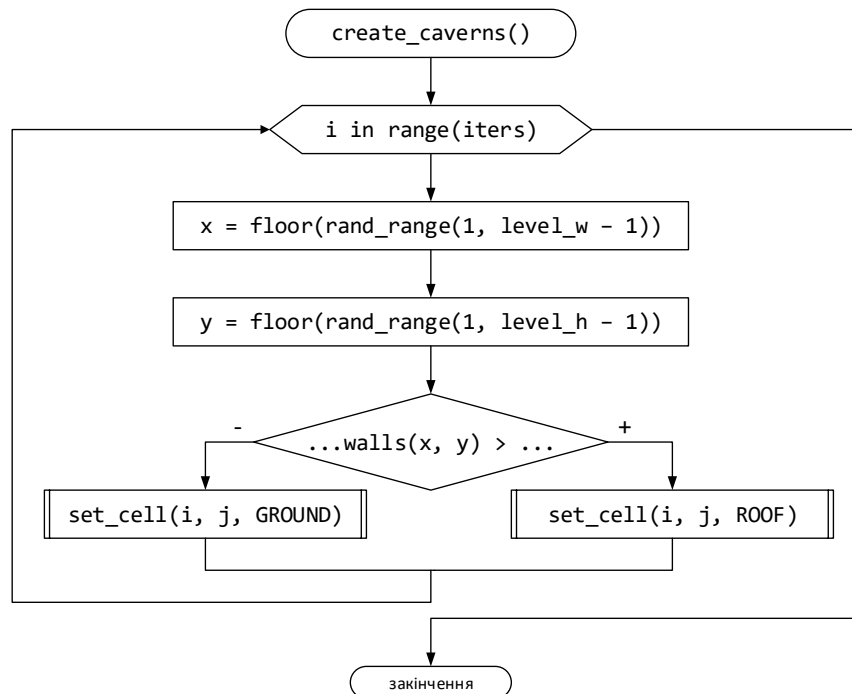 create_caverns()
i in range(iters)
x = floor(rand_range(1, level_w – 1))
y = floor(rand_range(1, level_h – 1))
...walls(x, y) > ...
-
+
set_cell(i, j, GROUND)
set_cell(i, j, ROOF)
закінчення